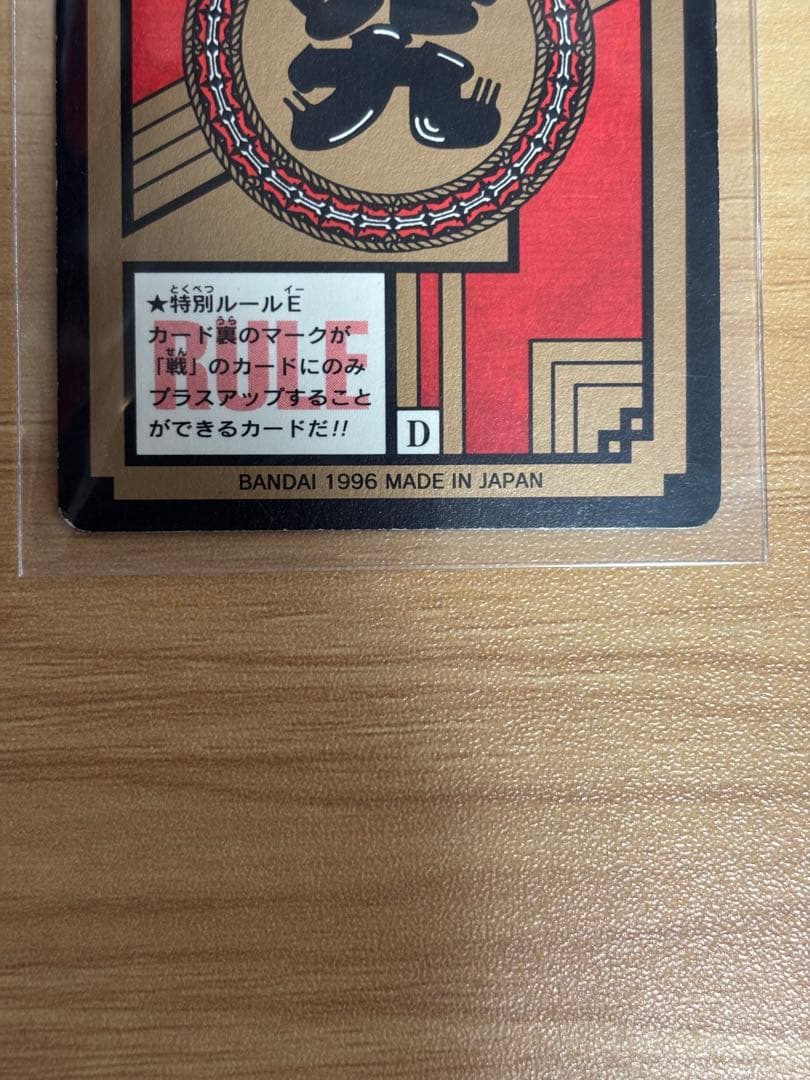 ★特別ルールE
カード裏のマークが
「戦」のカードにのみ
プラスアップすること
ができるカードだ!!
RULE
D
BANDAI 1996 MADE IN JAPAN